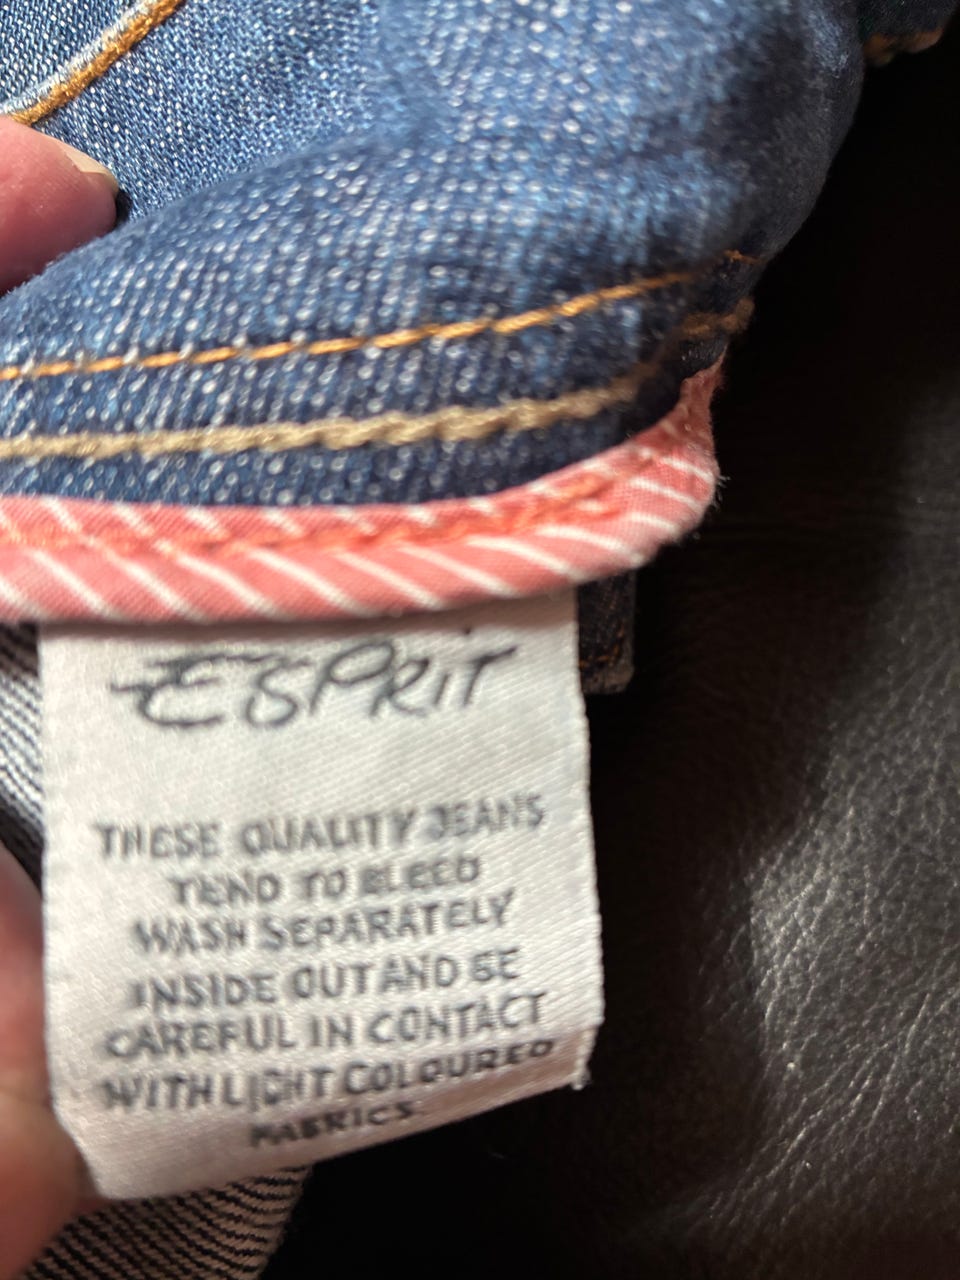 ESPRIT
THESE QUALITY JEANS
TEND TO BLEED
WASH SEPARATELY
INSIDE OUT AND BE
CAREFUL IN CONTACT
WITH LIGHT COLOURED
FABRICS.